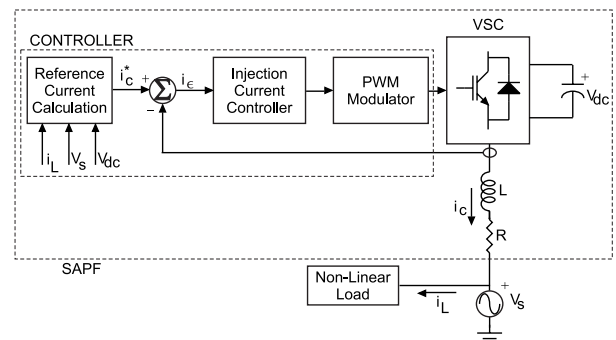 VSC
CONTROLLER
Reference
Current
Calculation
i*c
+
Σ
−
iϵ
Injection
Current
Controller
PWM
Modulator
+
Vdc
iL
Vs
Vdc
L
ic
R
SAPF
Non-Linear
Load
iL
+
Vs